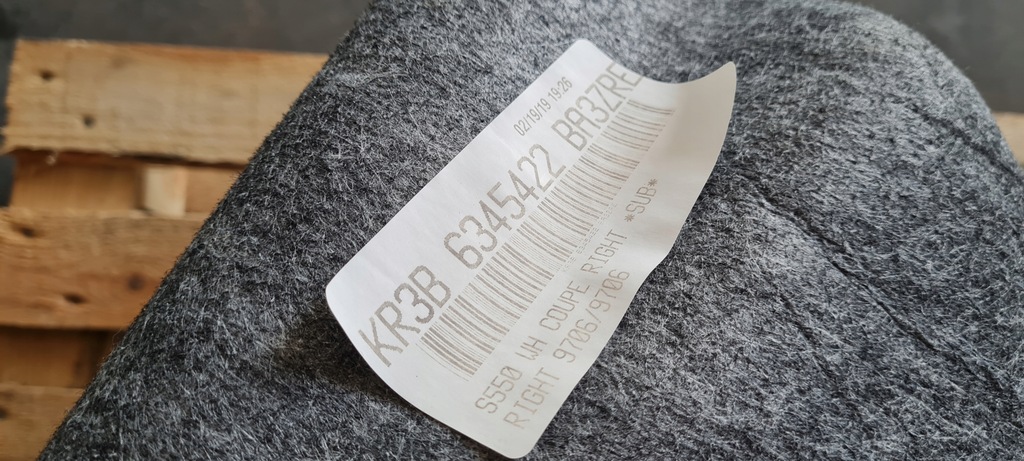 02/19/19 19:26
KR3B 6345422 BA3ZRE
S550 WH COUPE RIGHT *SUB*
RIGHT 9706/9706